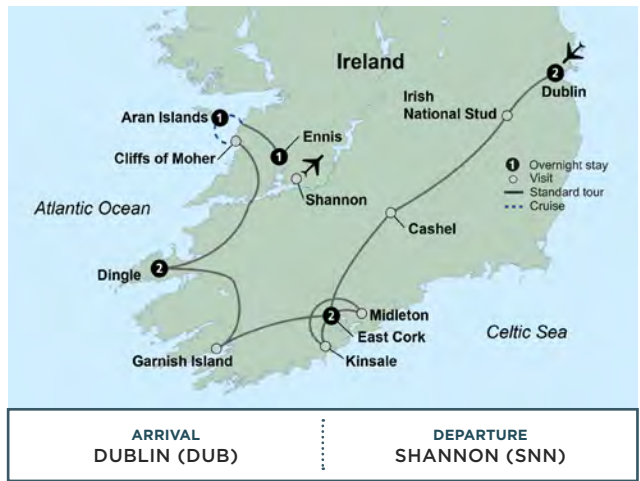 Ireland
2
Dublin
Irish
National Stud
Aran Islands
1
Ennis
1
Cliffs of Moher
Shannon
1 Overnight stay
Visit
Standard tour
Cruise
Atlantic Ocean
Cashel
Dingle
2
2
Midleton
East Cork
Celtic Sea
Garnish Island
Kinsale
ARRIVAL
DUBLIN (DUB)
DEPARTURE
SHANNON (SNN)